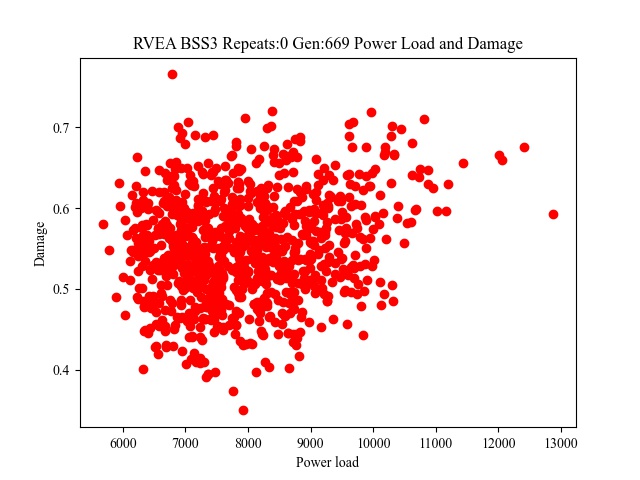 RVEA BSS3 Repeats:0 Gen:669 Power Load and Damage
0.7
0.6
0.5
0.4
Damage
6000 7000 8000 9000 10000 11000 12000 13000
Power load